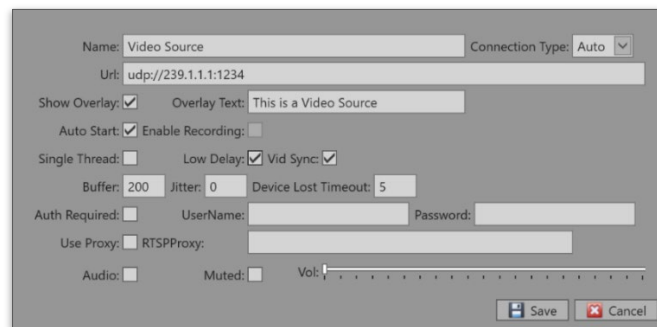 Name: Video Source Connection Type: Auto
Url: udp://239.1.1.1:1234
Show Overlay: Overlay Text: This is a Video Source
Auto Start: Enable Recording:
Single Thread: Low Delay: Vid Sync:
Buffer: 200 Jitter: 0 Device Lost Timeout: 5
Auth Required: UserName: Password:
Use Proxy: RTSPProxy:
Audio: Muted: Vol:
Save Cancel